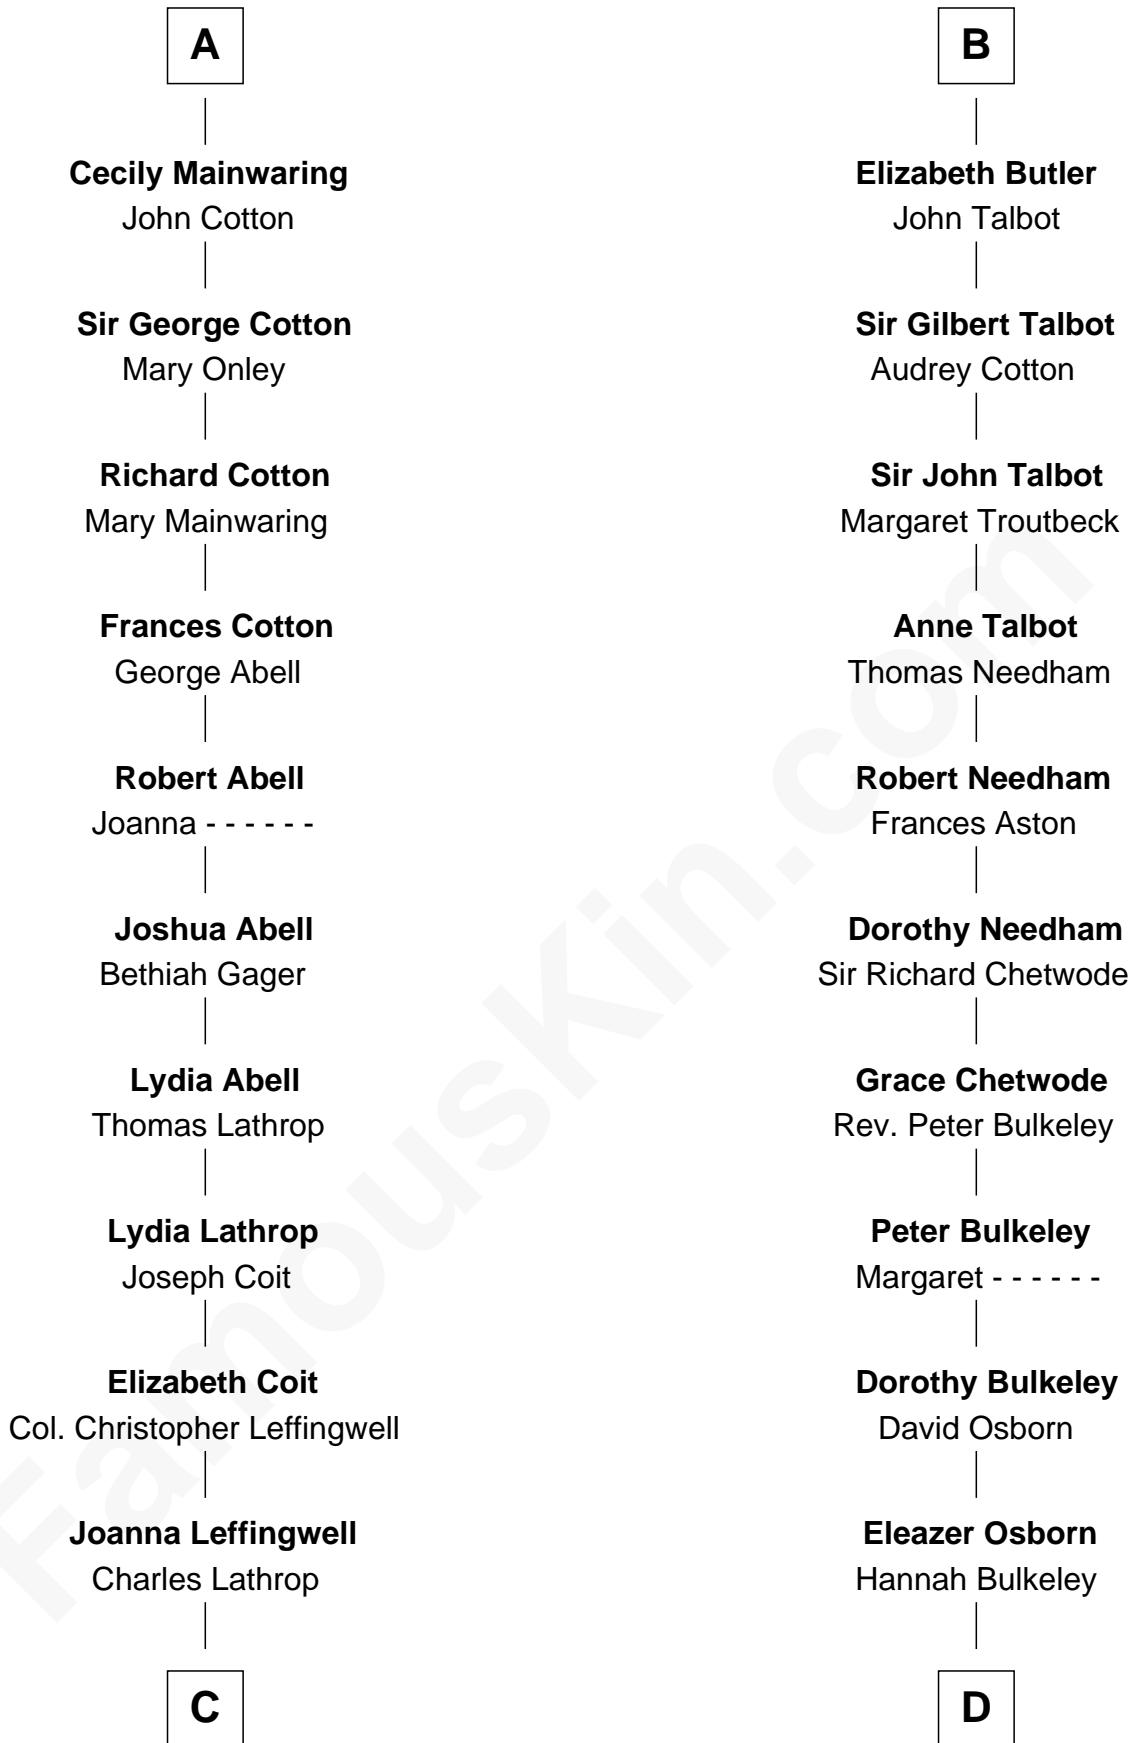 A
Cecily Mainwaring
John Cotton
Sir George Cotton
Mary Onley
Richard Cotton
Mary Mainwaring
Frances Cotton
George Abell
Robert Abell
Joanna - - - - - -
Joshua Abell
Bethiah Gager
Lydia Abell
Thomas Lathrop
Lydia Lathrop
Joseph Coit
Elizabeth Coit
Col. Christopher Leffingwell
Joanna Leffingwell
Charles Lathrop
C
B
Elizabeth Butler
John Talbot
Sir Gilbert Talbot
Audrey Cotton
Sir John Talbot
Margaret Troutbeck
Anne Talbot
Thomas Needham
Robert Needham
Frances Aston
Dorothy Needham
Sir Richard Chetwode
Grace Chetwode
Rev. Peter Bulkeley
Peter Bulkeley
Margaret - - - - - -
Dorothy Bulkeley
David Osborn
Eleazer Osborn
Hannah Bulkeley
D
FamousKin.com